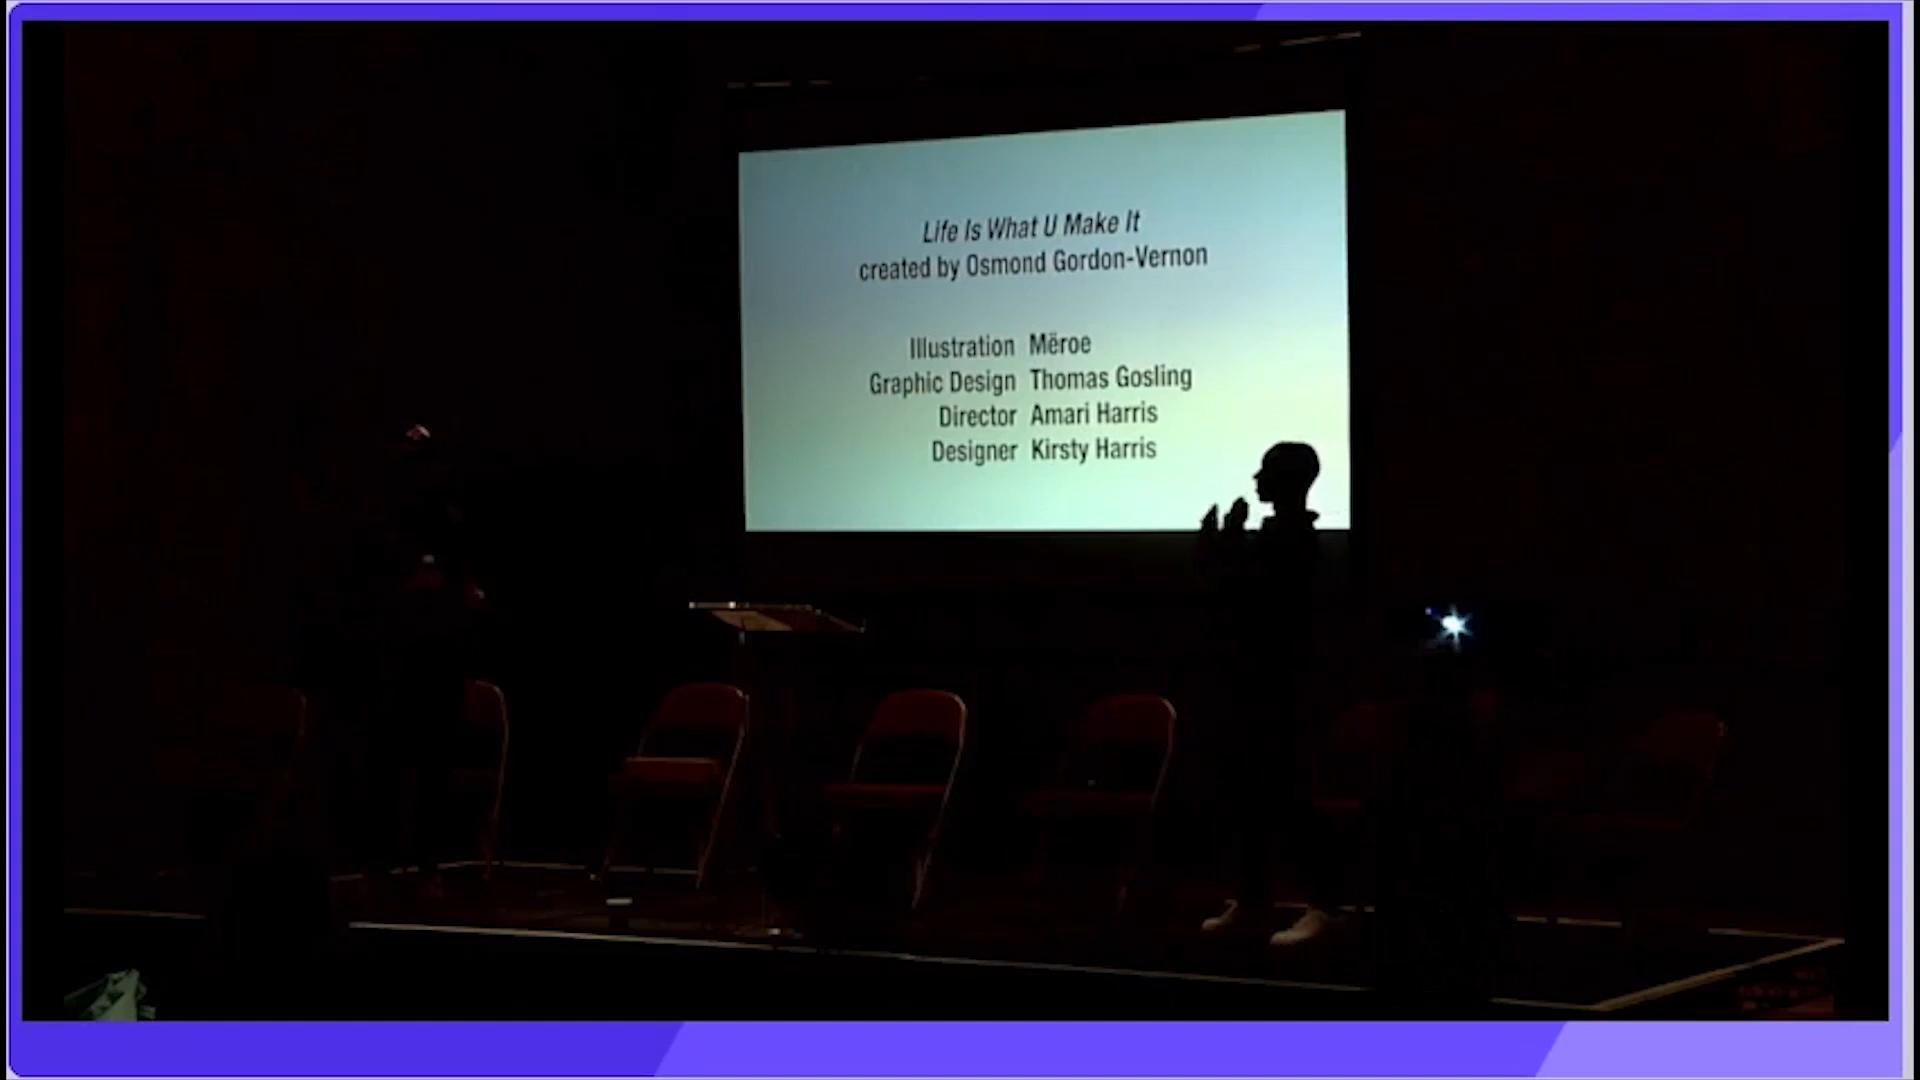 Life Is What U Make It
created by Osmond Gordon-Vernon
Illustration Mëroe
Graphic Design Thomas Gosling
Director Amari Harris
Designer Kirsty Harris